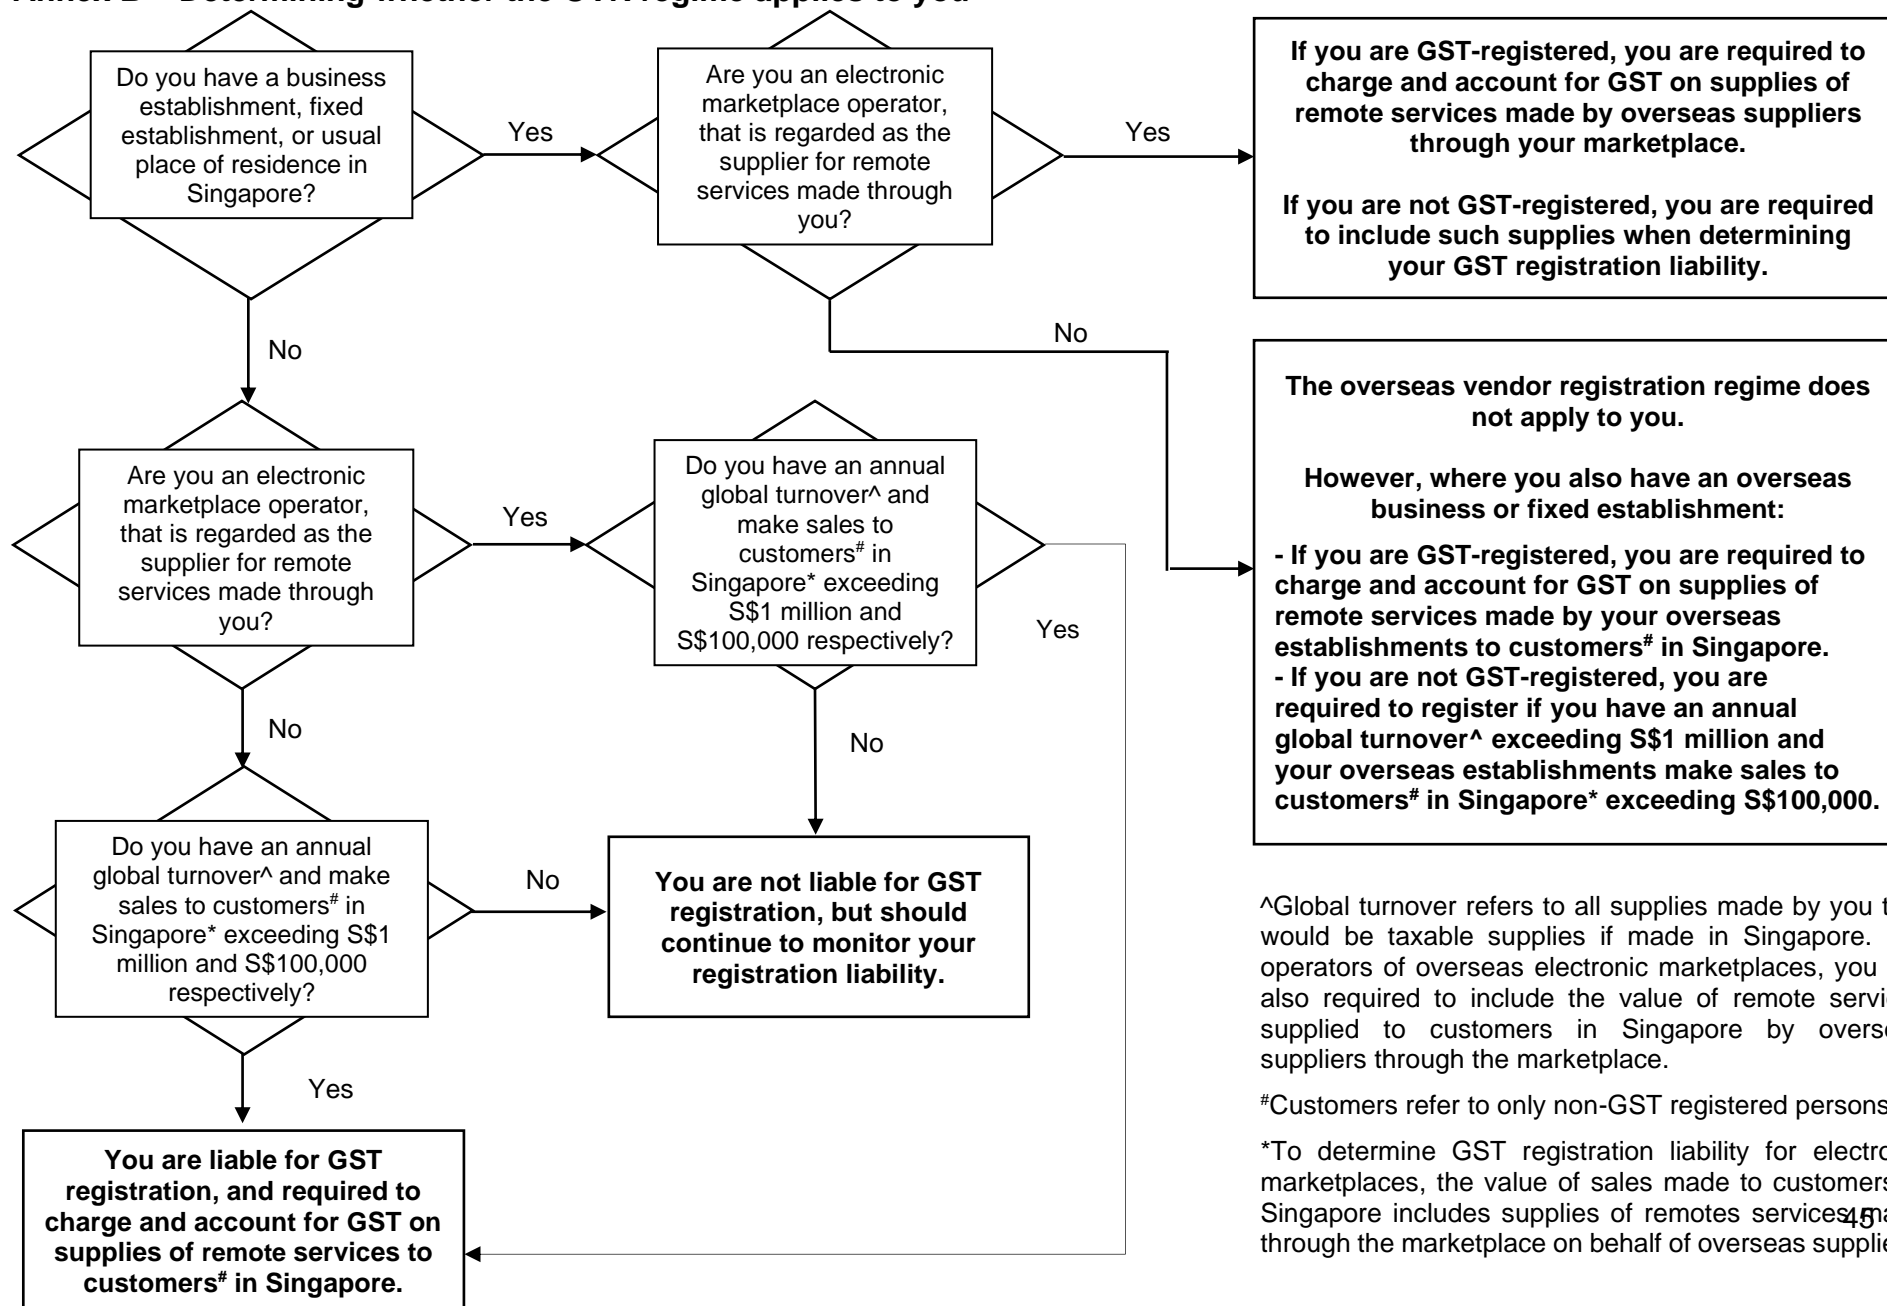 Annex B – Determining whether the OVR regime applies to you
Do you have a business
establishment, fixed
establishment, or usual
place of residence in
Singapore?
Yes
Are you an electronic
marketplace operator,
that is regarded as the
supplier for remote
services made through
you?
Yes
If you are GST-registered, you are required to
charge and account for GST on supplies of
remote services made by overseas suppliers
through your marketplace.
If you are not GST-registered, you are required
to include such supplies when determining
your GST registration liability.
No
No
The overseas vendor registration regime does
not apply to you.
However, where you also have an overseas
business or fixed establishment:
- If you are GST-registered, you are required to
charge and account for GST on supplies of
remote services made by your overseas
establishments to customers# in Singapore.
- If you are not GST-registered, you are
required to register if you have an annual
global turnover^ exceeding S$1 million and
your overseas establishments make sales to
customers# in Singapore* exceeding S$100,000.
Are you an electronic
marketplace operator,
that is regarded as the
supplier for remote
services made through
you?
Yes
Do you have an annual
global turnover^ and
make sales to
customers# in
Singapore* exceeding
S$1 million and
S$100,000 respectively?
Yes
No
No
Do you have an annual
global turnover^ and make
sales to customers# in
Singapore* exceeding S$1
million and S$100,000
respectively?
No
You are not liable for GST
registration, but should
continue to monitor your
registration liability.
Yes
You are liable for GST
registration, and required to
charge and account for GST on
supplies of remote services to
customers# in Singapore.
^Global turnover refers to all supplies made by you
would be taxable supplies if made in Singapore.
operators of overseas electronic marketplaces, you
also required to include the value of remote
supplied to customers in Singapore by
suppliers through the marketplace.
#Customers refer to only non-GST registered persons
*To determine GST registration liability for
marketplaces, the value of sales made to customers
Singapore includes supplies of remotes services
through the marketplace on behalf of overseas
45